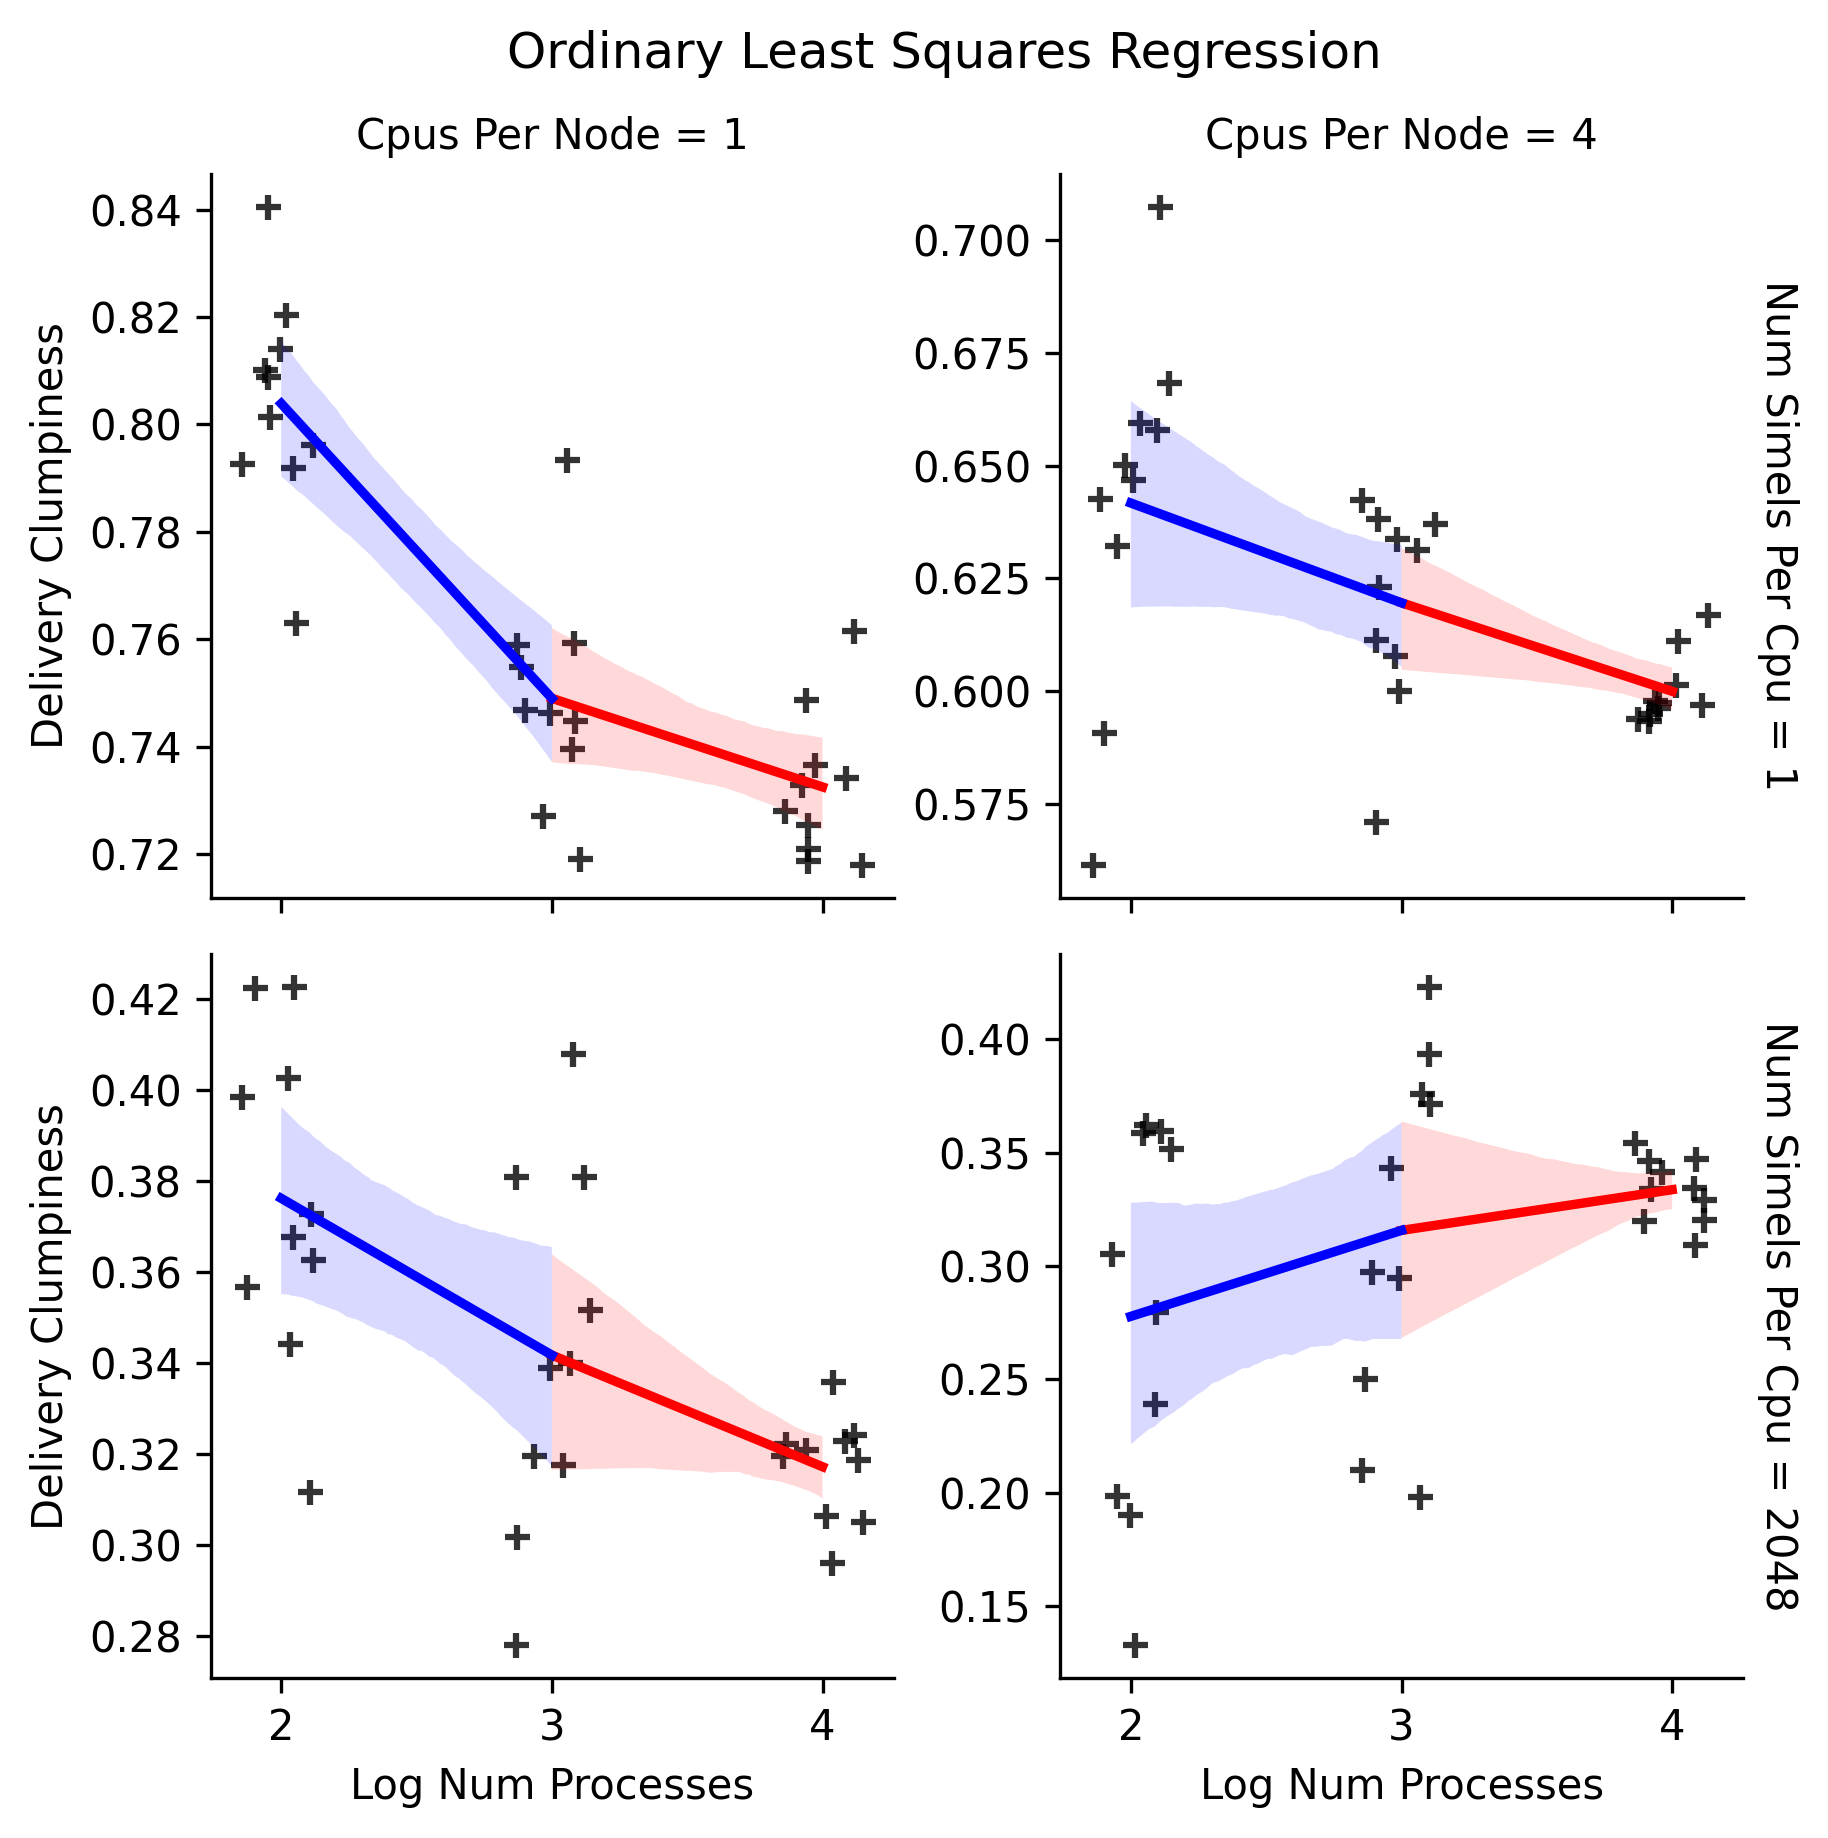 Ordinary Least Squares Regression
Cpus Per Node = 1
Cpus Per Node = 4
Delivery Clumpiness
0.84
0.82
0.80
0.78
0.76
0.74
0.72
0.700
0.675
0.650
0.625
0.600
0.575
Num Simels Per Cpu = 1
Delivery Clumpiness
0.42
0.40
0.38
0.36
0.34
0.32
0.30
0.28
2 3 4
Log Num Processes
0.40
0.35
0.30
0.25
0.20
0.15
2 3 4
Log Num Processes
Num Simels Per Cpu = 2048